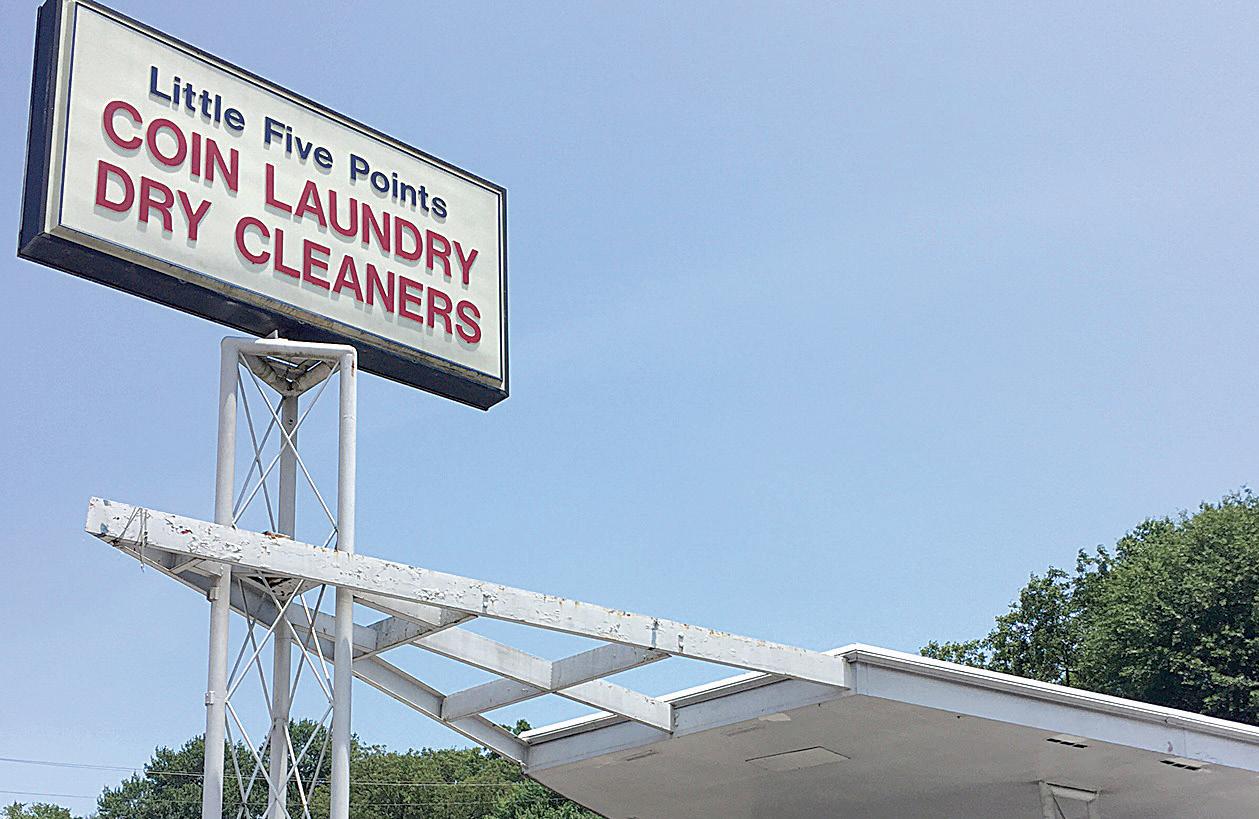 Little Five Points
COIN LAUNDRY
DRY CLEANERS